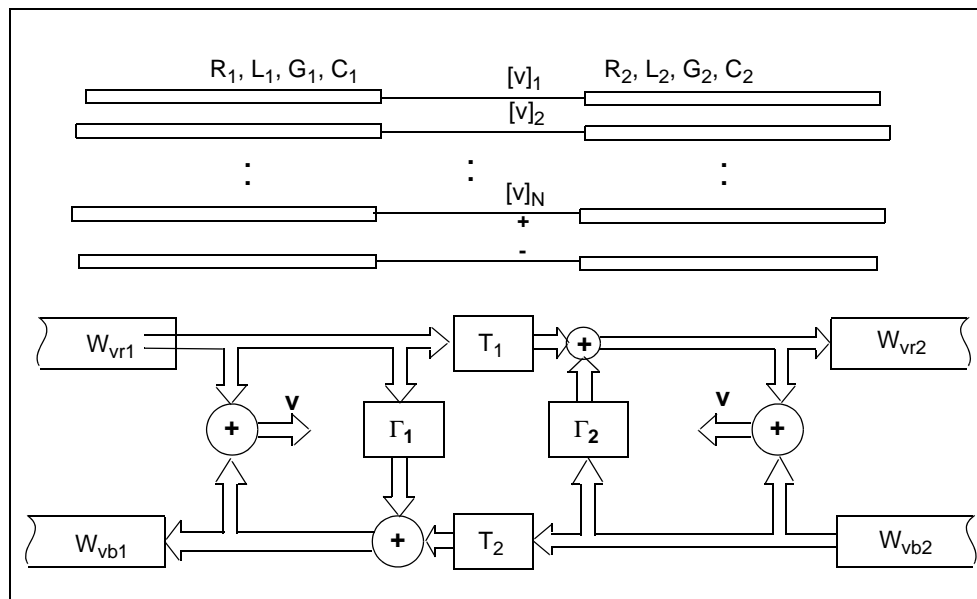 R₁, L₁, G₁, C₁ [v]₁ R₂, L₂, G₂, C₂
[v]₂
: : :
[v]N
+
-
Wvr1 T₁ + Wvr2
+ v Γ₁ Γ₂ v +
Wvb1 + T₂ Wvb2